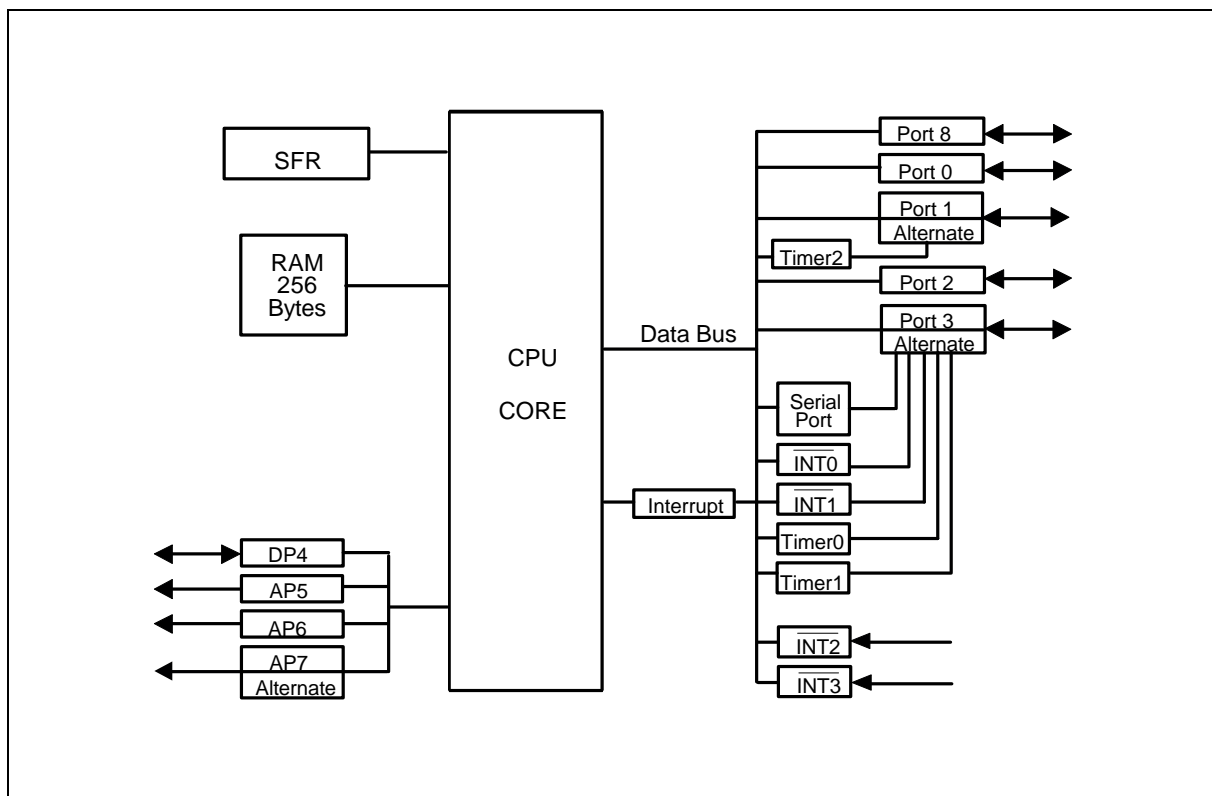 SFR
RAM
256
Bytes
CPU
CORE
DP4
AP5
AP6
AP7
Alternate
Data Bus
Interrupt
Port 8
Port 0
Port 1
Alternate
Timer2
Port 2
Port 3
Alternate
Serial
Port
INT0
INT1
Timer0
Timer1
INT2
INT3